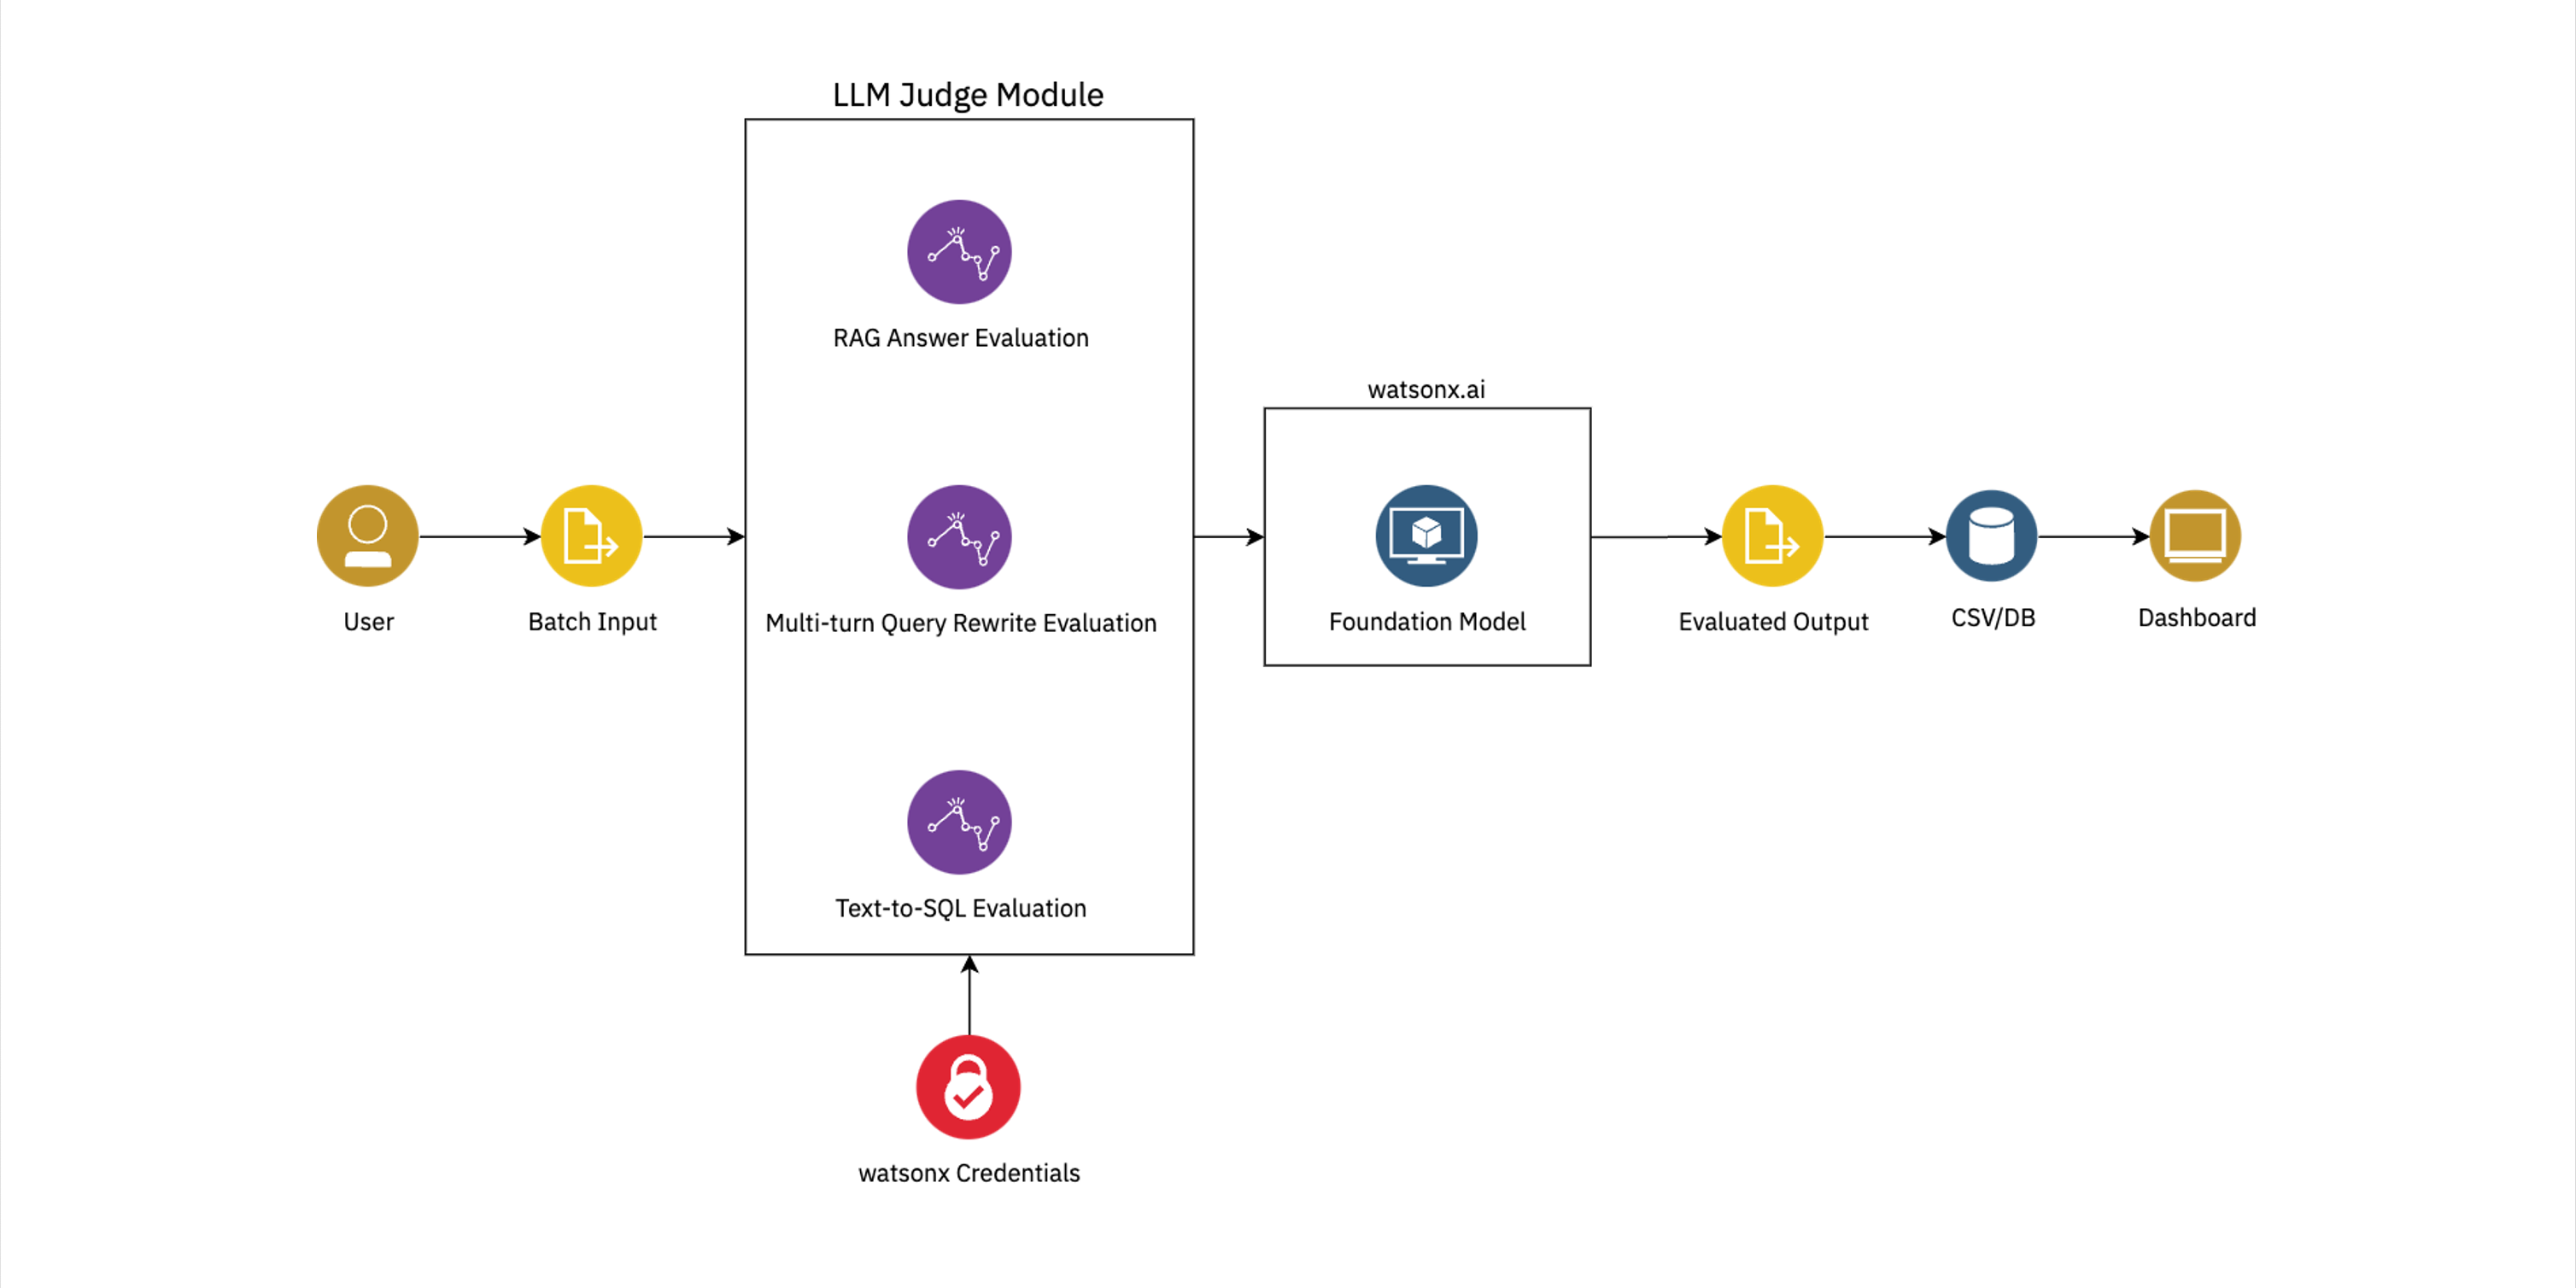 LLM Judge Module
RAG Answer Evaluation
watsonx.ai
User
Batch Input
Multi-turn Query Rewrite Evaluation
Foundation Model
Evaluated Output
CSV/DB
Dashboard
Text-to-SQL Evaluation
watsonx Credentials